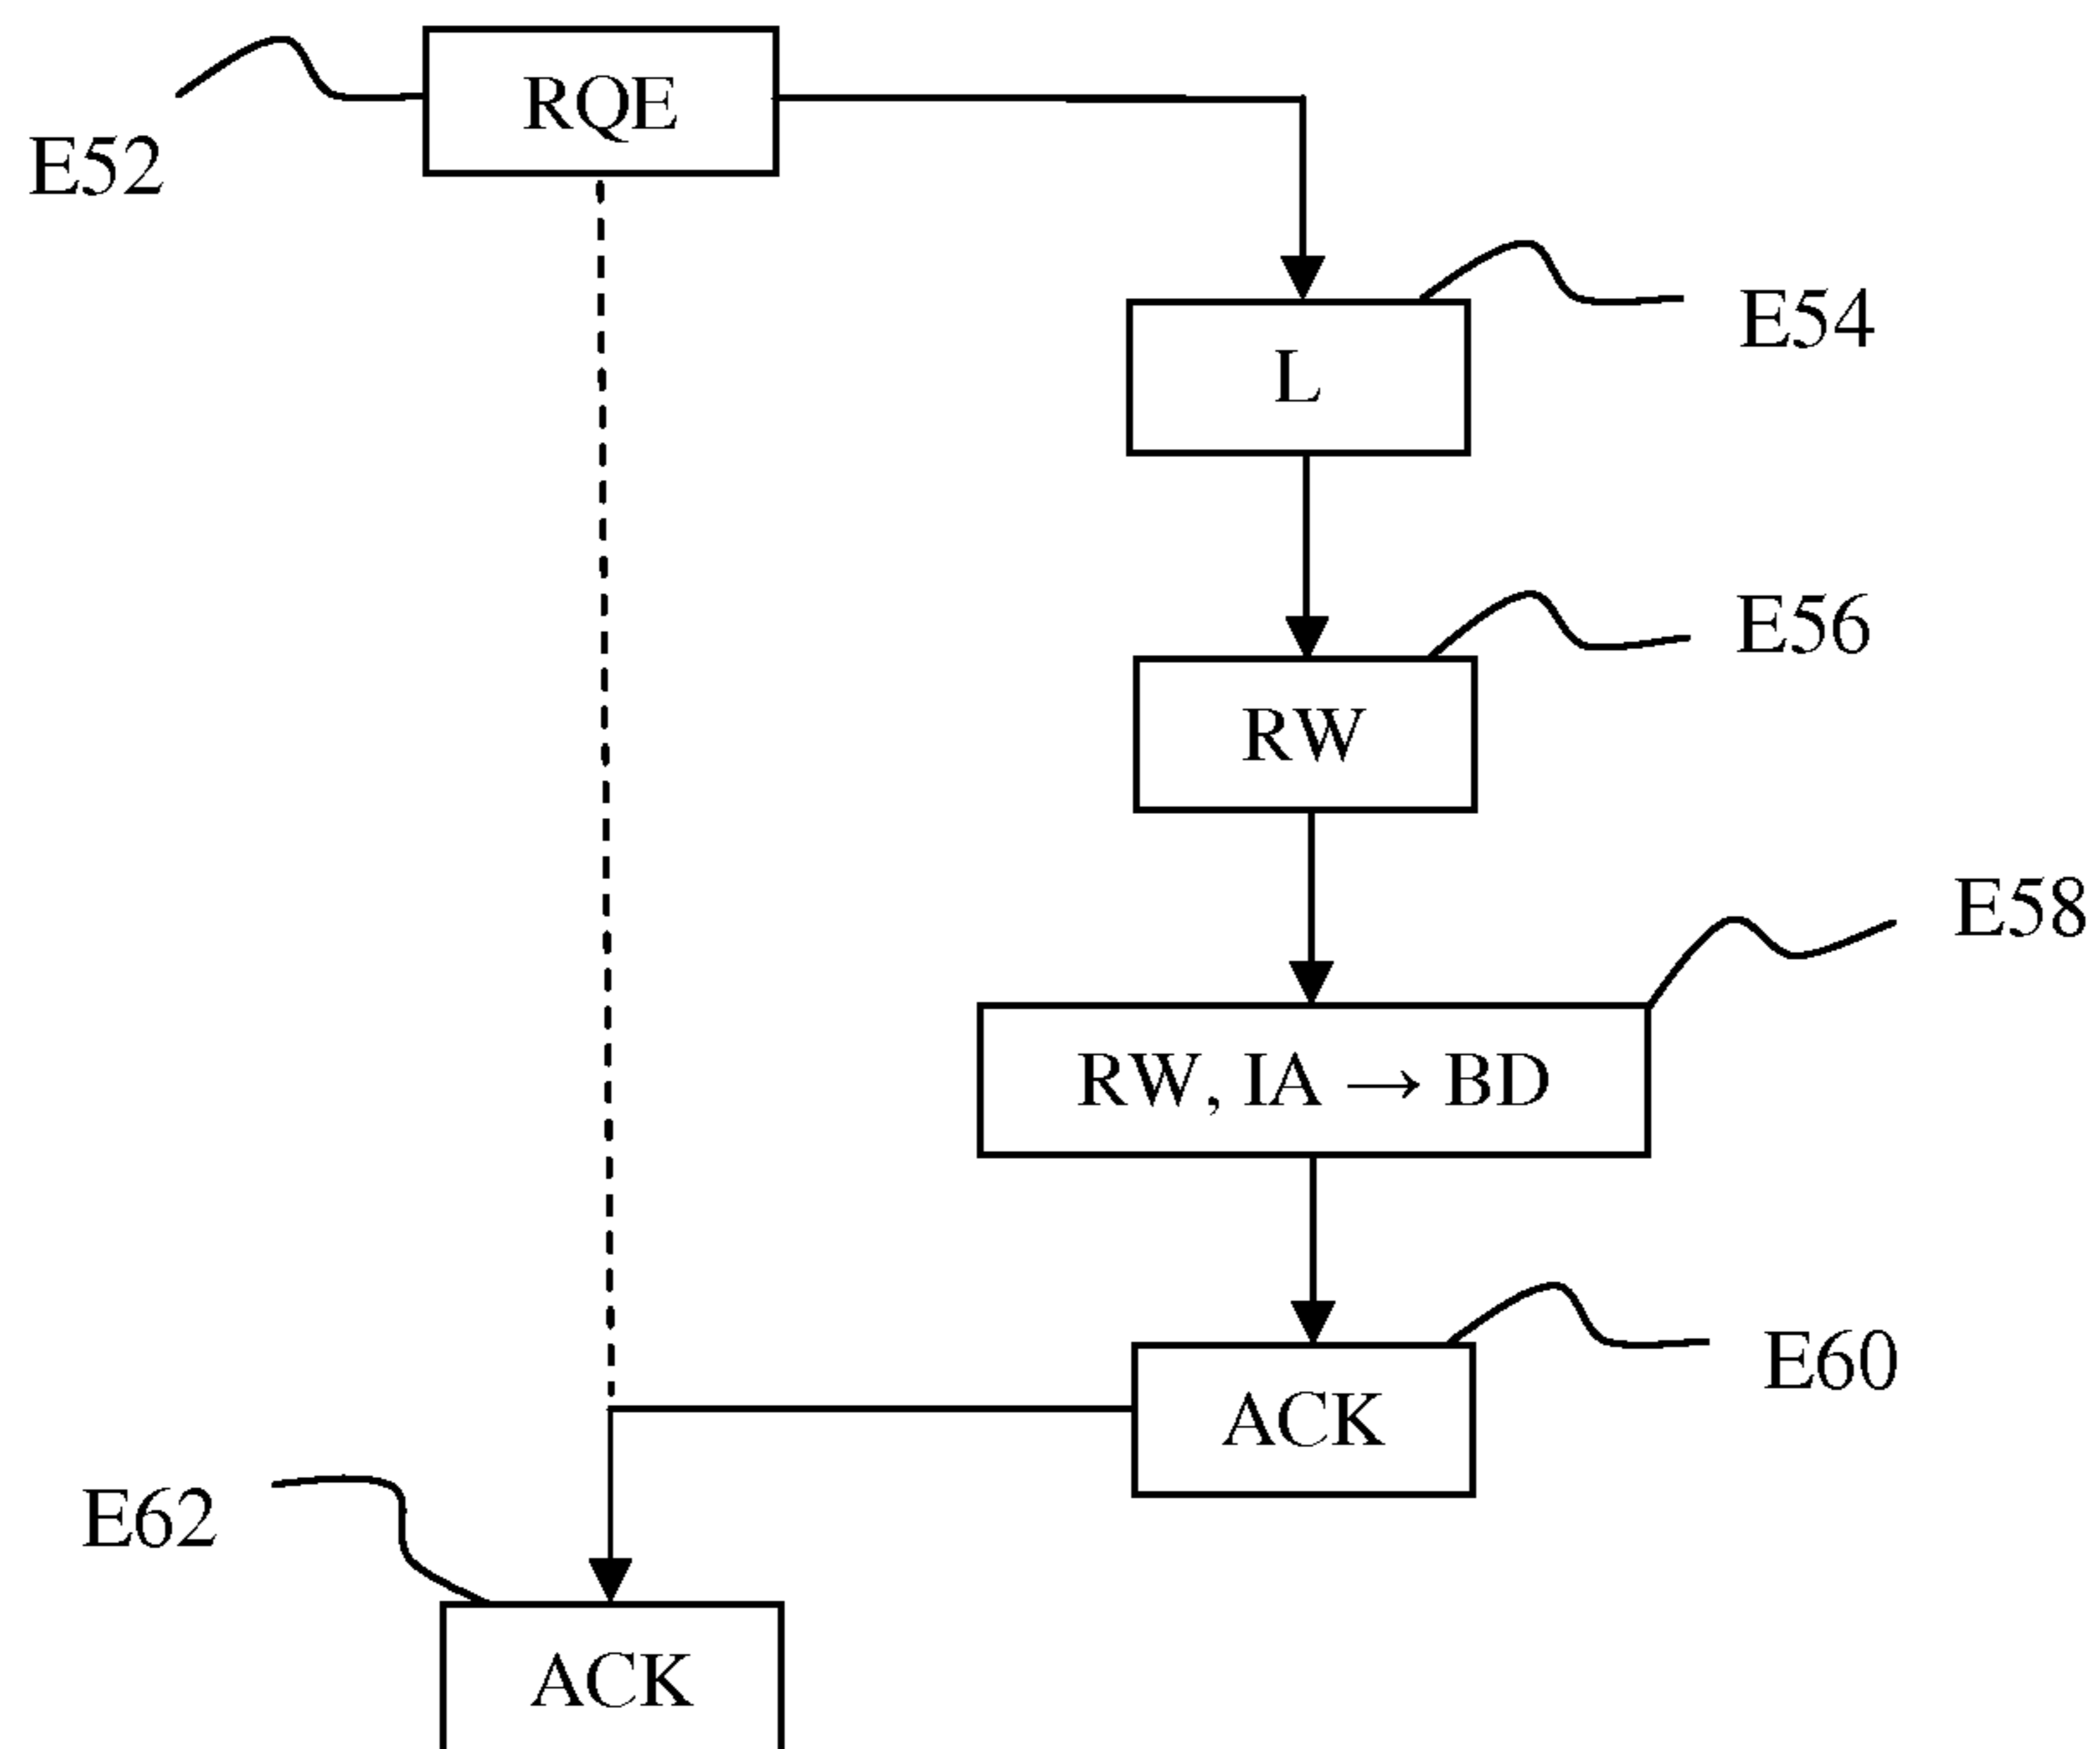 RQE
E52
E54
L
E56
RW
E58
RW, IA → BD
E60
ACK
E62
ACK